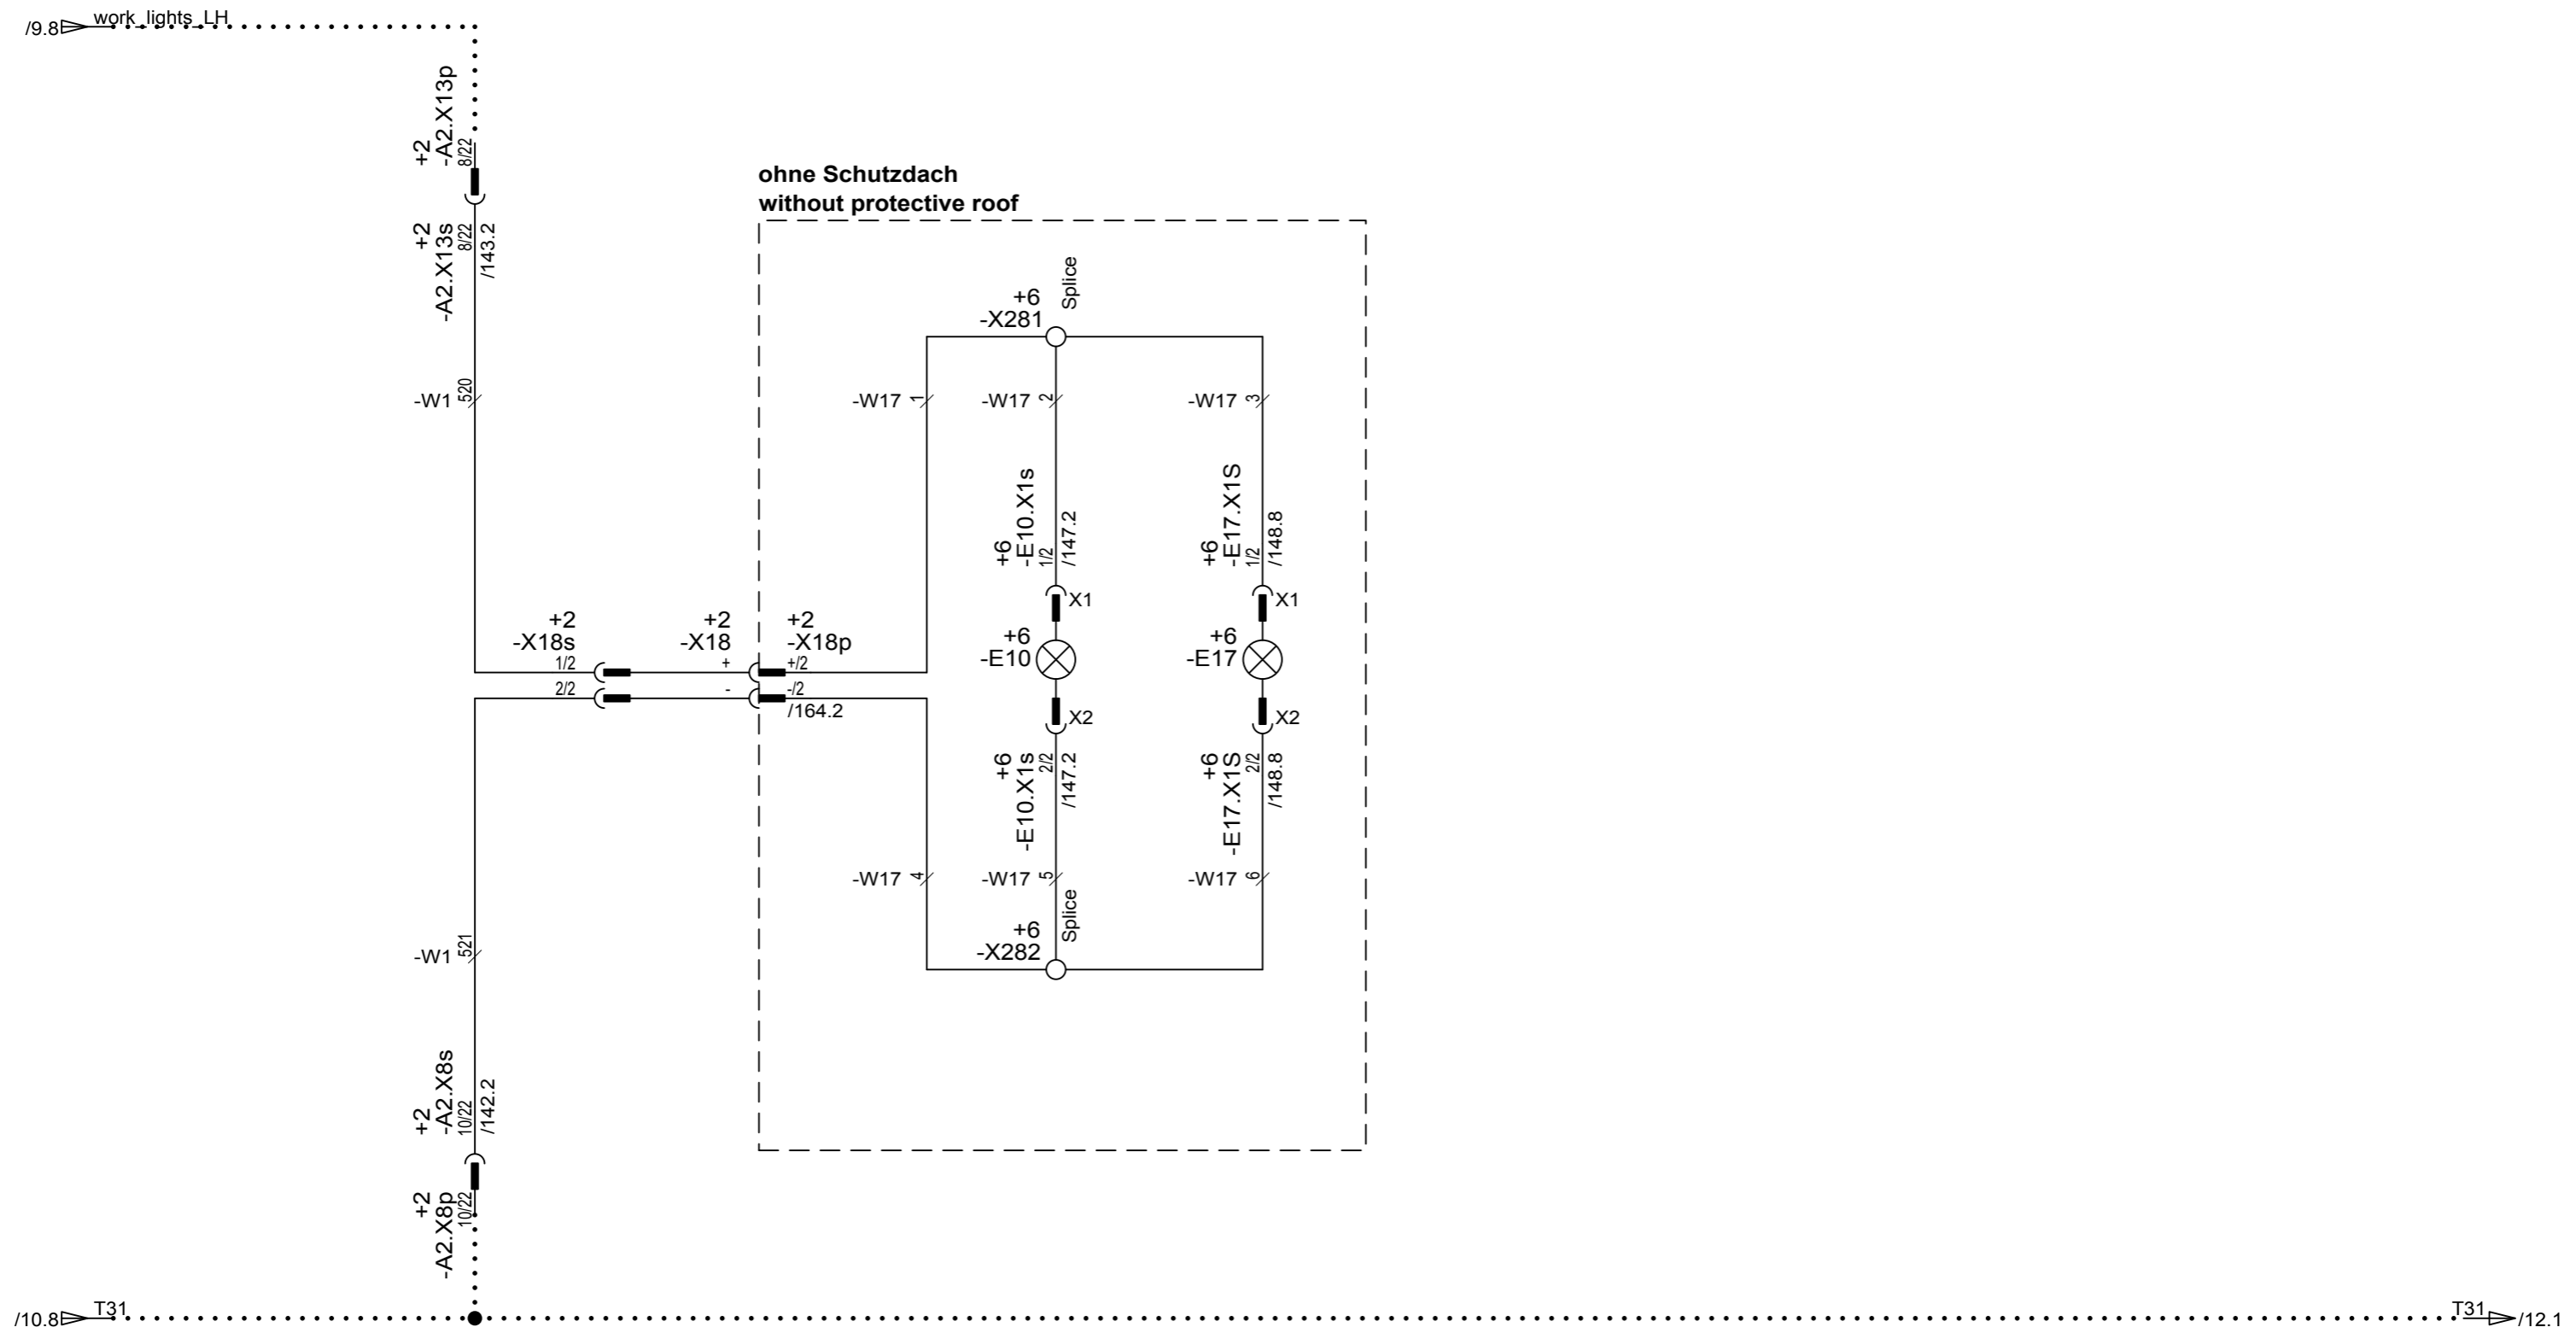 /9.8
work_lights_LH
+2
-A2.X13p
8/22
+2
-A2.X13s
8/22
/143.2
ohne Schutzdach
without protective roof
+6
-X281
Splice
-W1
520
-W17
1
-W17
2
-W17
3
+6
-E10.X1s
1/2
/147.2
+6
-E17.X1S
1/2
/148.8
X1
X1
+2
-X18s
1/2
2/2
+2
-X18
+
-
+2
-X18p
+/2
-/2
/164.2
+6
-E10
+6
-E17
X2
X2
+6
-E10.X1s
2/2
/147.2
+6
-E17.X1S
2/2
/148.8
-W17
4
-W17
5
-W17
6
+6
-X282
Splice
-W1
521
+2
-A2.X8s
10/22
/142.2
+2
-A2.X8p
10/22
/10.8
T31
T31
/12.1